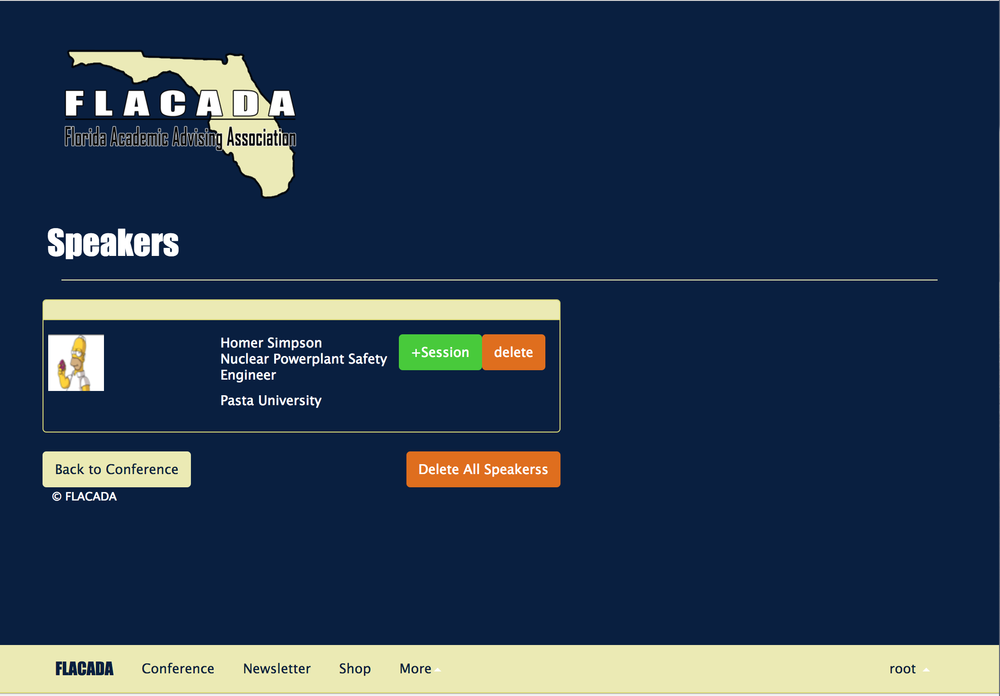 FLACADA
Florida Academic Advising Association
Speakers
Homer Simpson
Nuclear Powerplant Safety
Engineer
+Session
delete
Pasta University
Back to Conference
Delete All Speakerss
© FLACADA
FLACADA
Conference
Newsletter
Shop
More
root